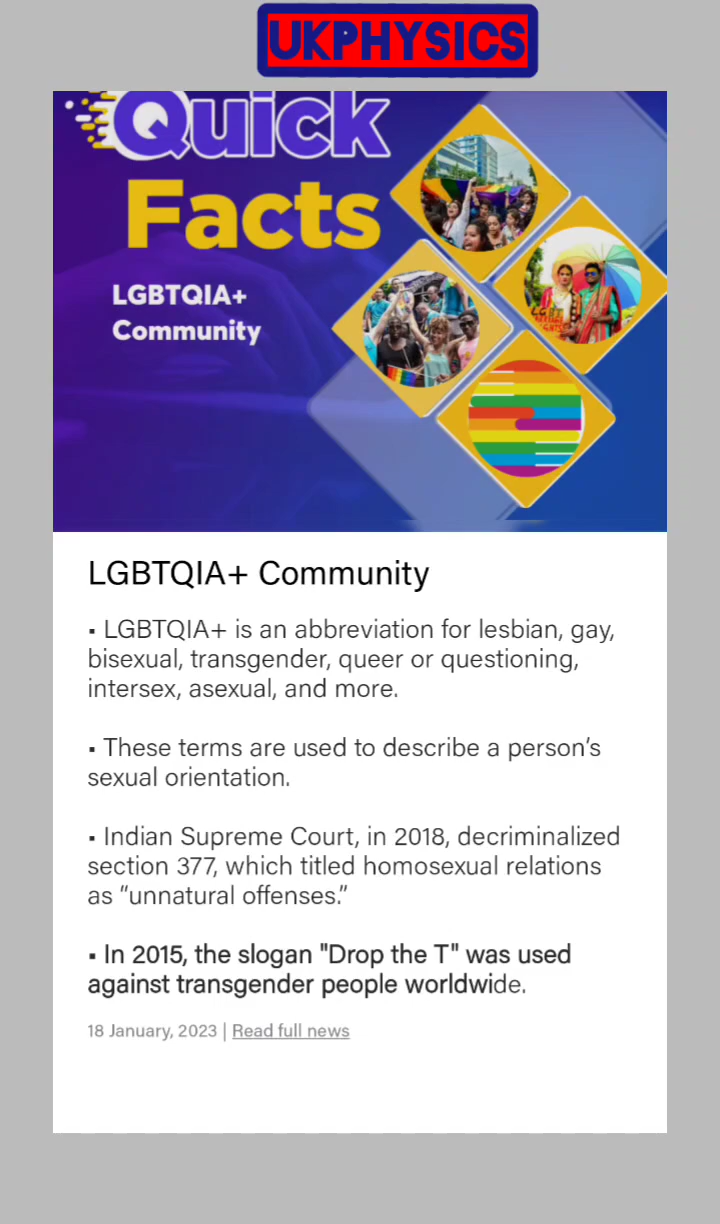 UKPHYSICS
Quick
Facts
LGBTQIA+
Community
LGBTQIA+ Community
▪ LGBTQIA+ is an abbreviation for lesbian, gay,
bisexual, transgender, queer or questioning,
intersex, asexual, and more.
▪ These terms are used to describe a person’s
sexual orientation.
▪ Indian Supreme Court, in 2018, decriminalized
section 377, which titled homosexual relations
as “unnatural offenses.”
▪ In 2015, the slogan "Drop the T" was used
against transgender people worldwide.
18 January, 2023 | Read full news